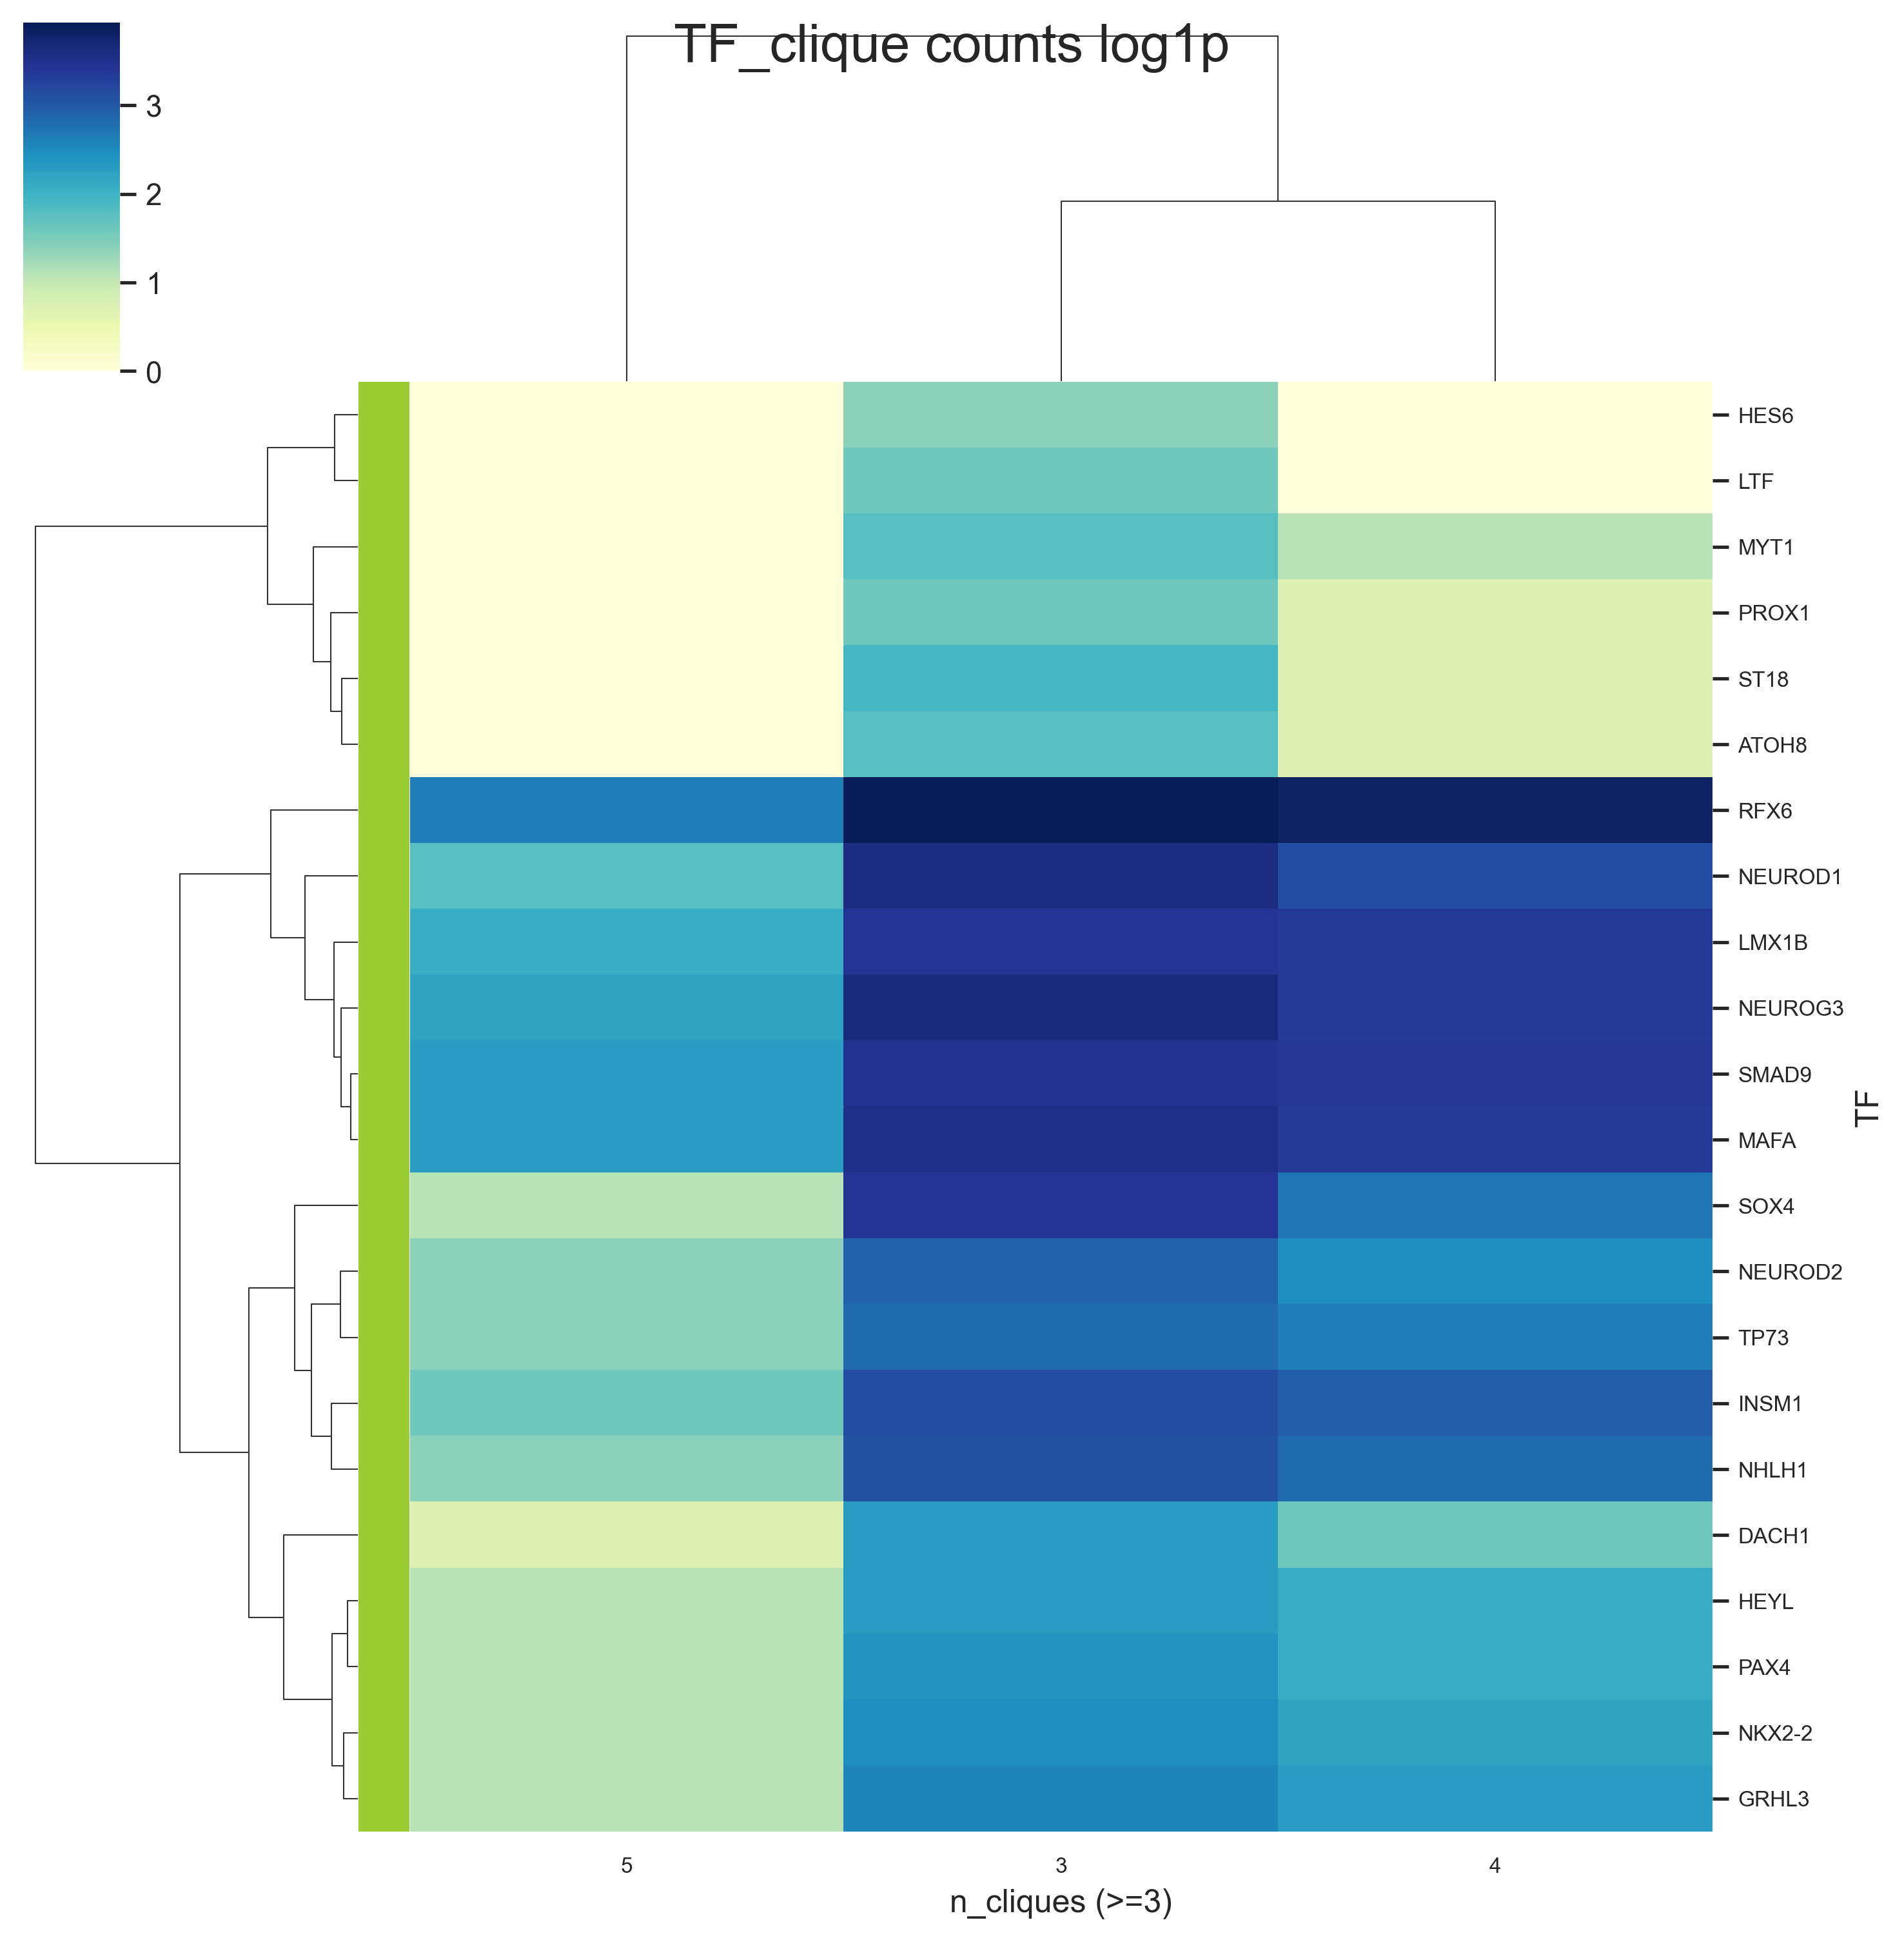 TF_clique counts log1p
3
2
1
0
HES6
LTF
MYT1
PROX1
ST18
ATOH8
RFX6
NEUROD1
LMX1B
NEUROG3
SMAD9
MAFA
SOX4
NEUROD2
TP73
INSM1
NHLH1
DACH1
HEYL
PAX4
NKX2-2
GRHL3
TF
5 3 4
n_cliques (>=3)